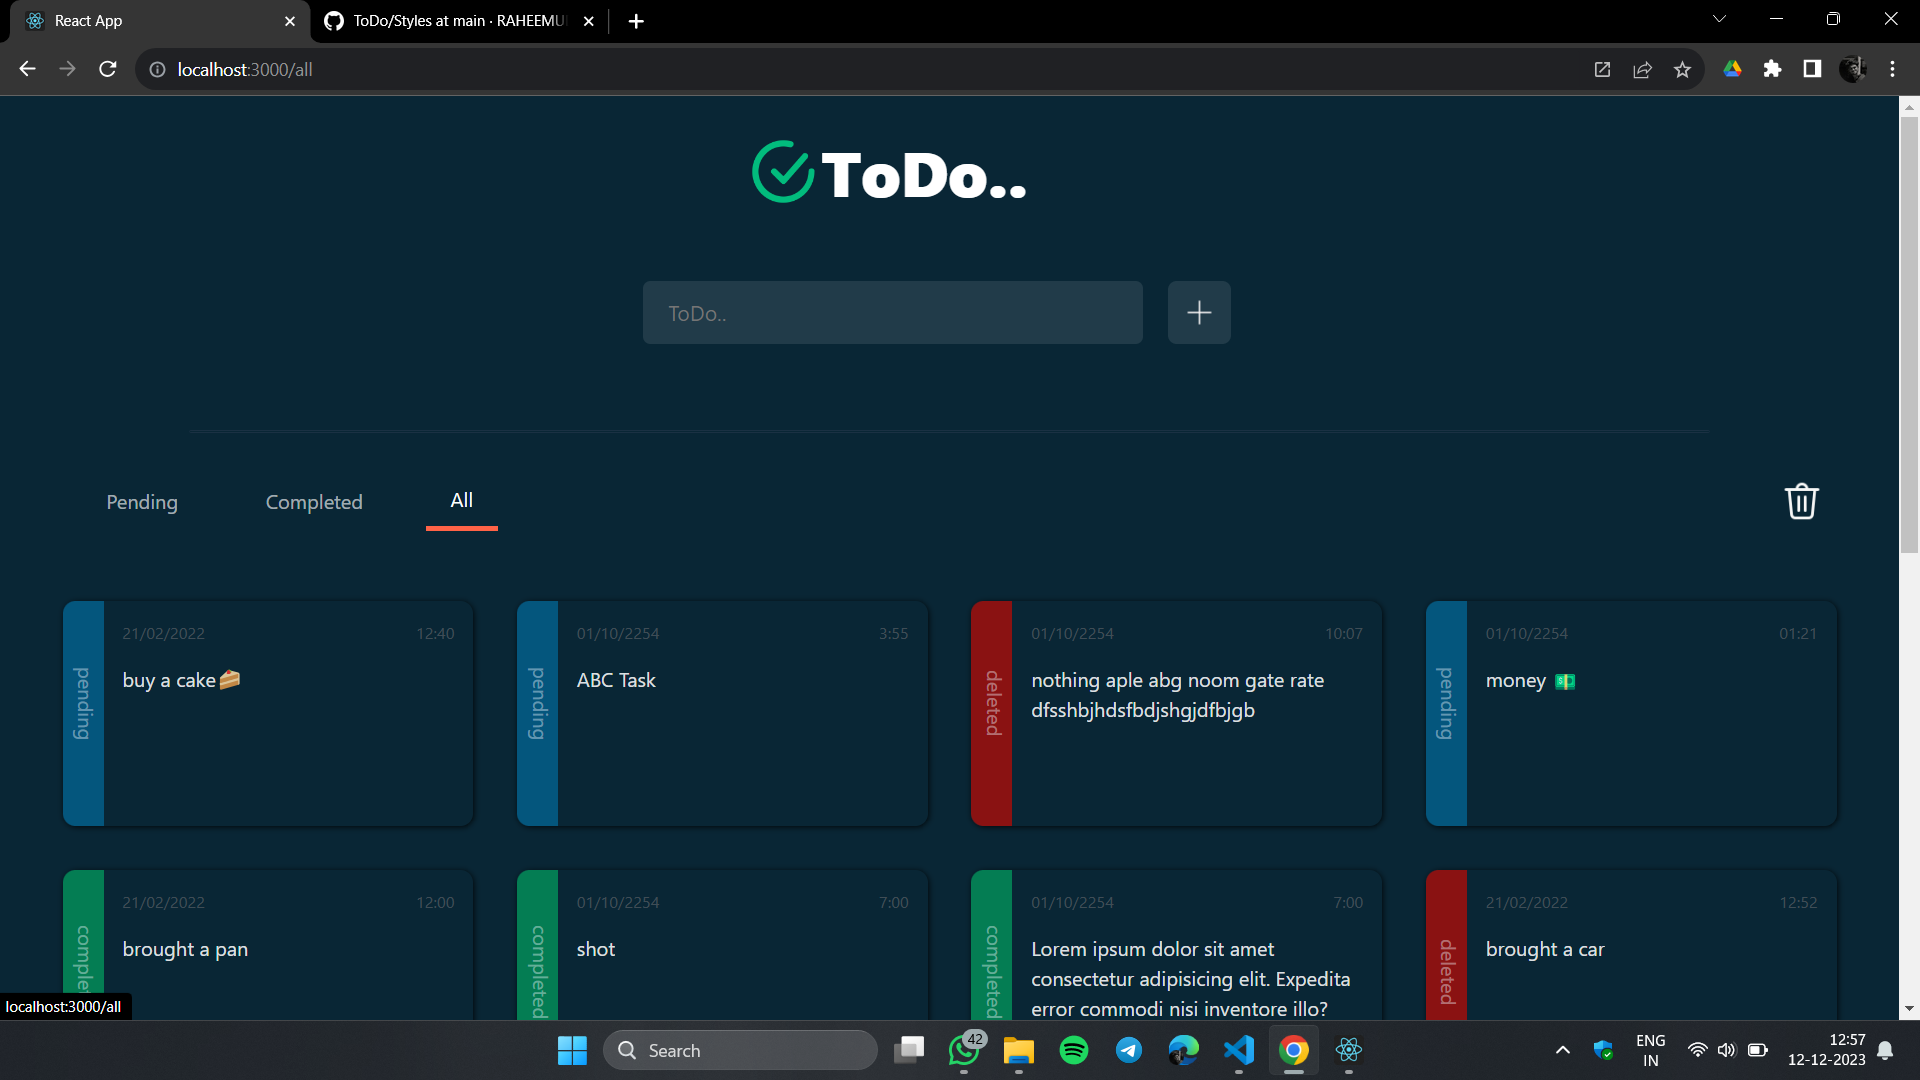 React App
ToDo/Styles at main · RAHEEMU
localhost:3000/all
ToDo..
ToDo..
Pending
Completed
All
pending
21/02/2022
12:40
buy a cake🍰
pending
01/10/2254
3:55
ABC Task
deleted
01/10/2254
10:07
nothing aple abg noom gate rate
dfsshbjhdsfbdjshgjdfbjgb
pending
01/10/2254
01:21
money 💵
21/02/2022
12:00
brought a pan
completed
01/10/2254
7:00
shot
completed
01/10/2254
7:00
Lorem ipsum dolor sit amet
consectetur adipisicing elit. Expedita
error commodi nisi inventore illo?
deleted
21/02/2022
12:52
brought a car
localhost:3000/all
Search
42
ENG
IN
12:57
12-12-2023